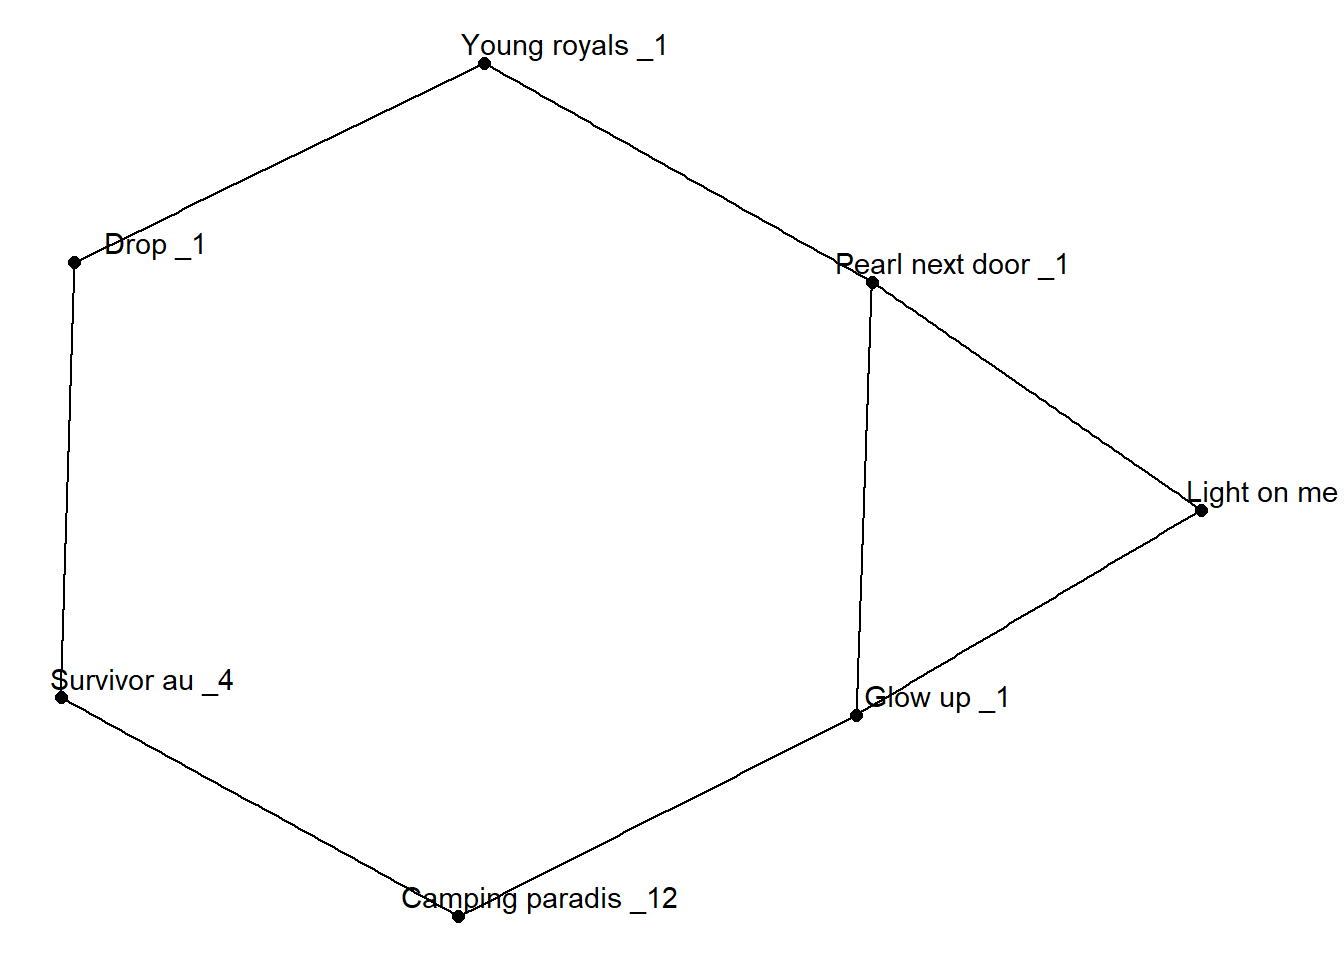 Young royals _1
Drop _1
Pearl next door _1
Light on me
Survivor au _4
Glow up _1
Camping paradis _12